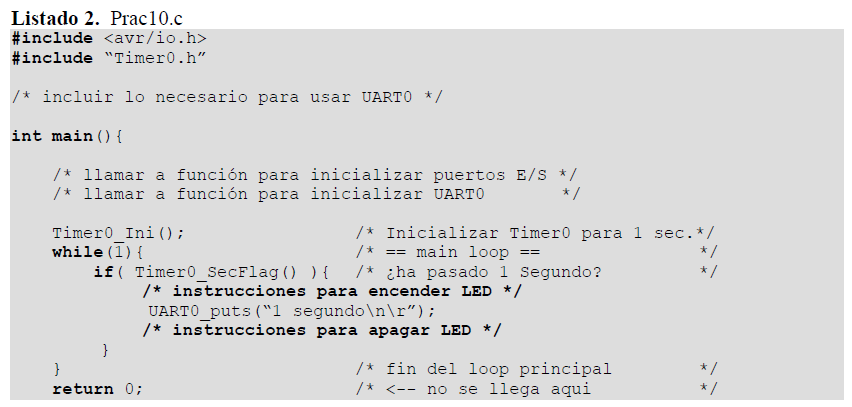 Listado 2. Prac10.c
#include <avr/io.h>
#include “Timer0.h”
/* incluir lo necesario para usar UART0 */
int main(){
/* llamar a función para inicializar puertos E/S */
/* llamar a función para inicializar UART0 */
Timer0_Ini(); /* Inicializar Timer0 para 1 sec.*/
while(1){ /* == main loop == */
if( Timer0_SecFlag() ){ /* ¿ha pasado 1 Segundo? */
/* instrucciones para encender LED */
UART0_puts(“1 segundo\n\r”);
/* instrucciones para apagar LED */
}
} /* fin del loop principal */
return 0; /* <-- no se llega aqui */